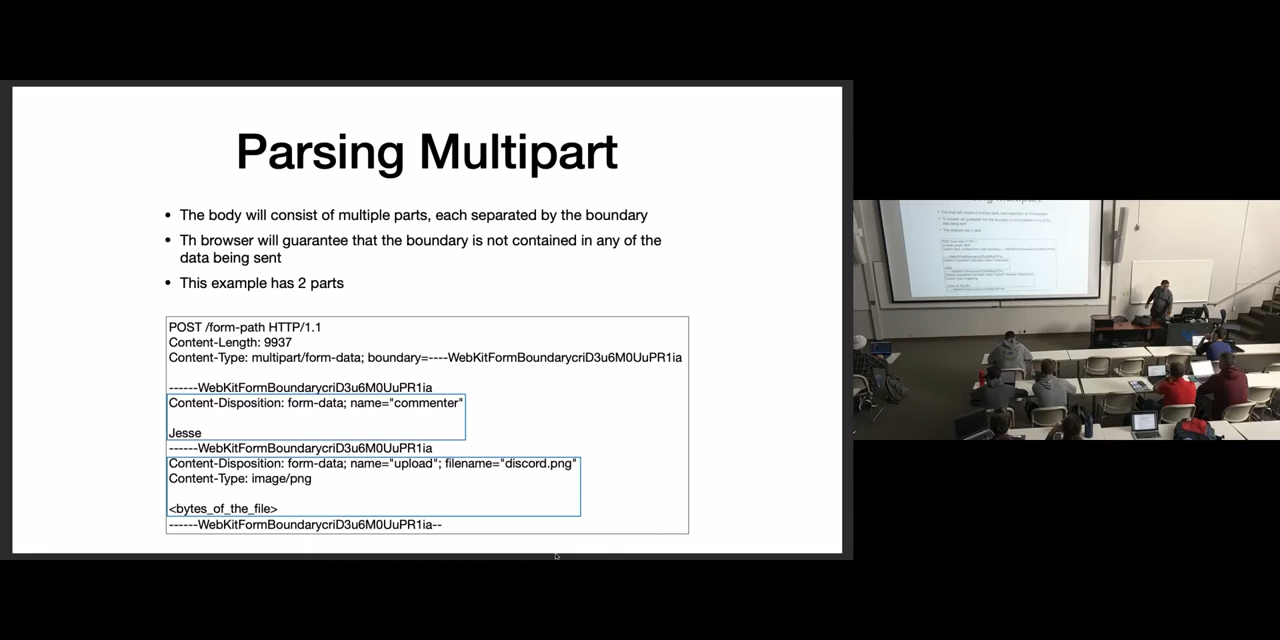 Parsing Multipart
• The body will consist of multiple parts, each separated by the boundary
• Th browser will guarantee that the boundary is not contained in any of the
data being sent
• This example has 2 parts
POST /form-path HTTP/1.1
Content-Length: 9937
Content-Type: multipart/form-data; boundary=----WebKitFormBoundarycriD3u6M0UuPR1ia
------WebKitFormBoundarycriD3u6M0UuPR1ia
Content-Disposition: form-data; name="commenter"
Jesse
------WebKitFormBoundarycriD3u6M0UuPR1ia
Content-Disposition: form-data; name="upload"; filename="discord.png"
Content-Type: image/png
<bytes_of_the_file>
------WebKitFormBoundarycriD3u6M0UuPR1ia--